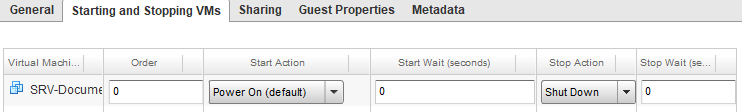 General Starting and Stopping VMs Sharing Guest Properties Metadata
Virtual Machi... Order Start Action Start Wait (seconds) Stop Action Stop Wait (se...
SRV-Docume 0 Power On (default) 0 Shut Down 0